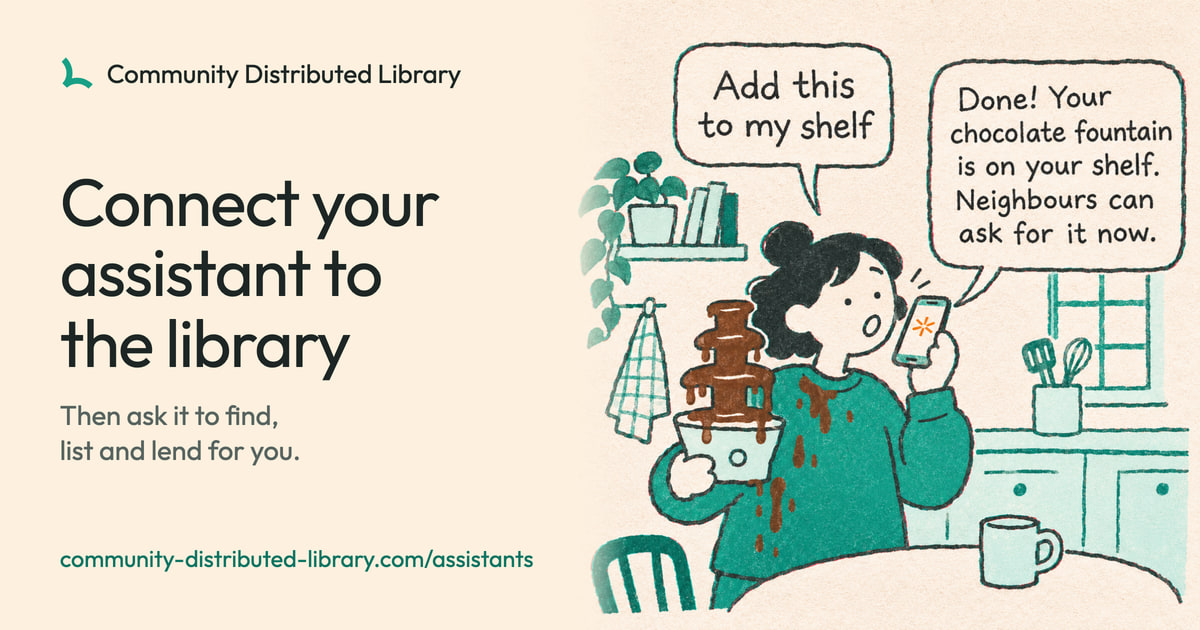 Community Distributed Library
Connect your
assistant to
the library
Then ask it to find,
list and lend for you.
community-distributed-library.com/assistants
Add this
to my shelf
Done! Your
chocolate fountain
is on your shelf.
Neighbours can
ask for it now.